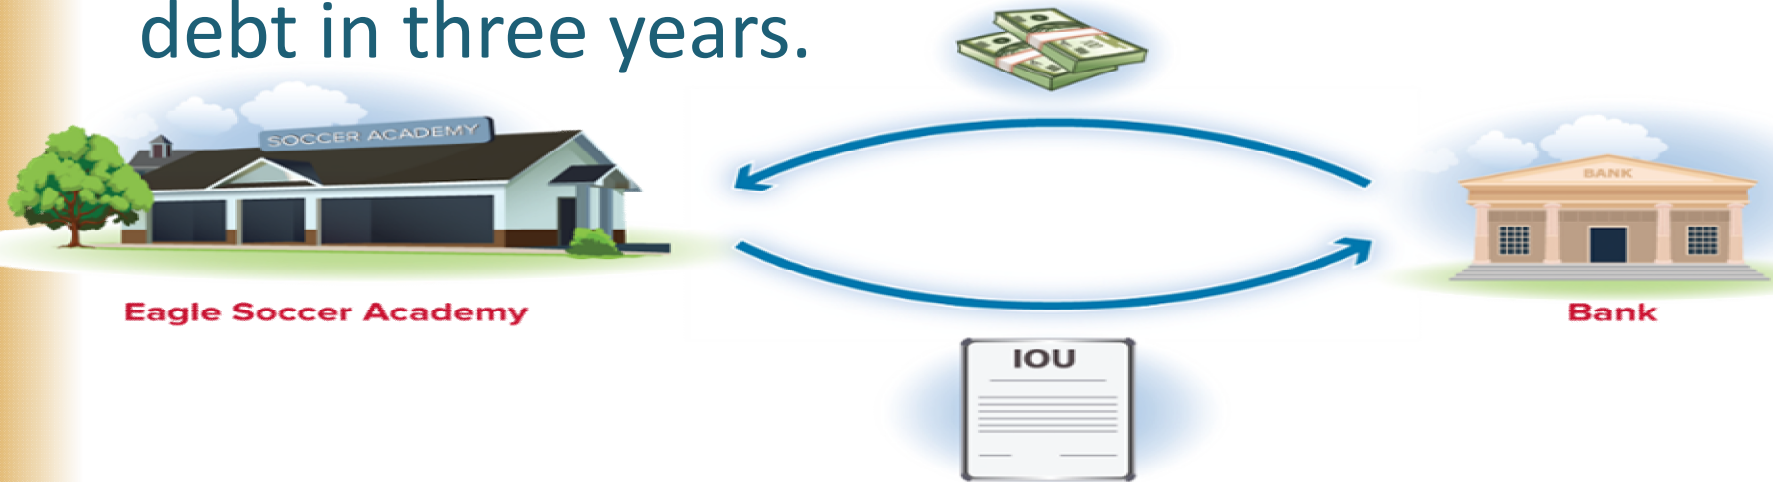 debt in three years.
SOCCER ACADEMY
BANK
Eagle Soccer Academy
Bank
IOU